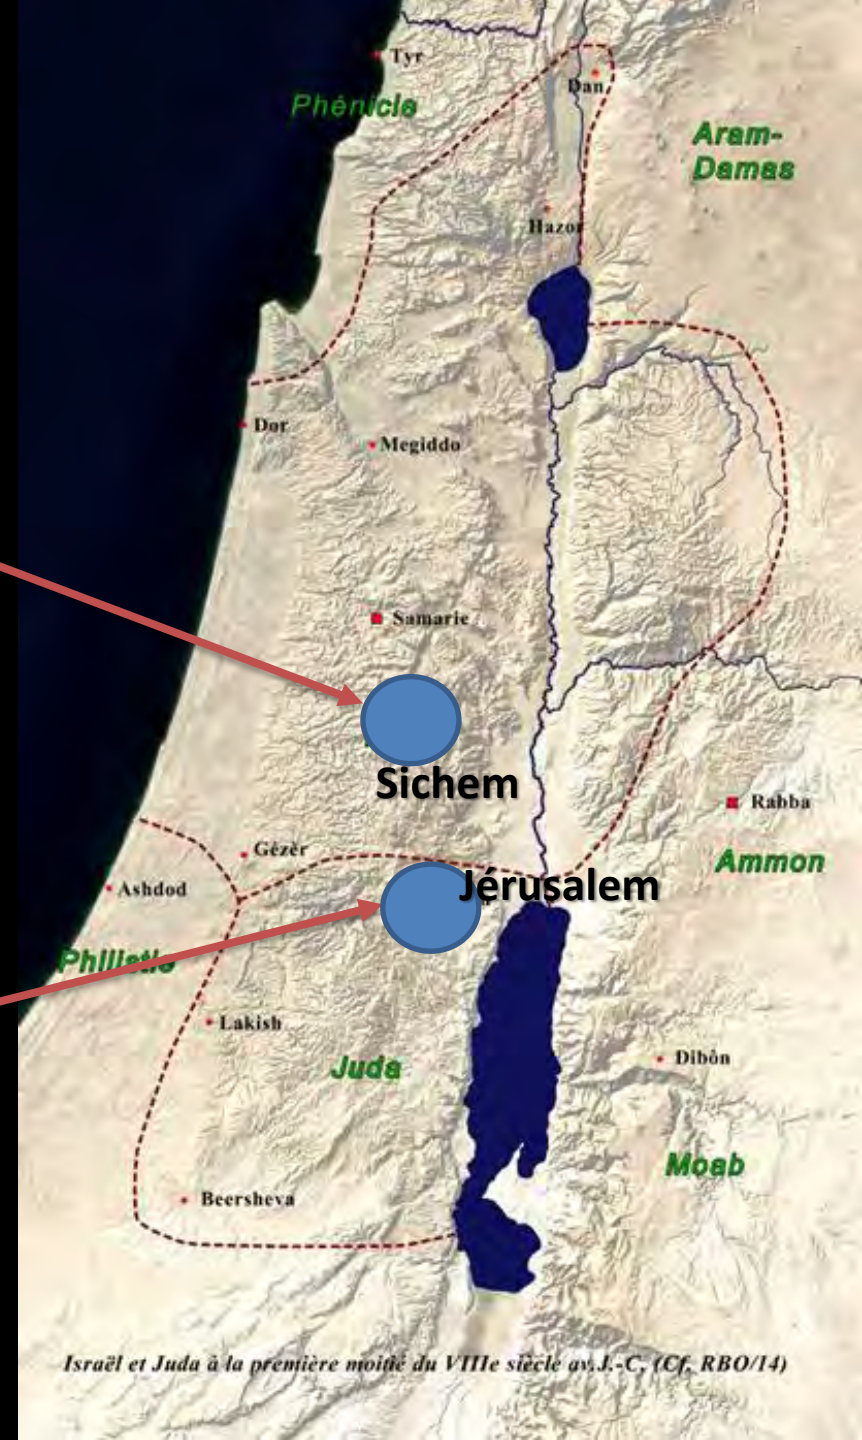 Tyr
Phénicie
Dan
Aram-
Damas
Hazor
Dor
Megiddo
Samarie
Sichem
Rabba
Gézèr
Ammon
Ashdod
Jérusalem
Philistie
Lakish
Juda
Dibôn
Moab
Beersheva
Israël et Juda à la première moitié du VIIIe siècle av.J.-C, (Cf, RBO/14)